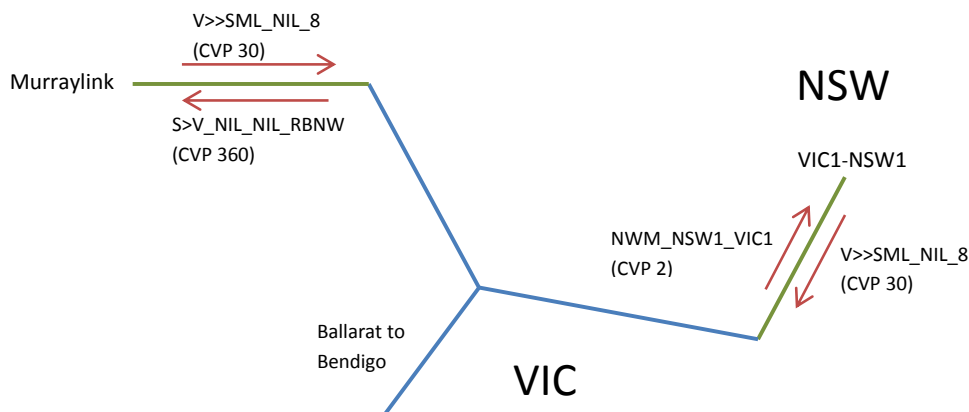 V>>SML_NIL_8
(CVP 30)
Murraylink
S>V_NIL_NIL_RBNW
(CVP 360)
NSW
VIC1-NSW1
NWM_NSW1_VIC1
(CVP 2)
V>>SML_NIL_8
(CVP 30)
Ballarat to
Bendigo
VIC